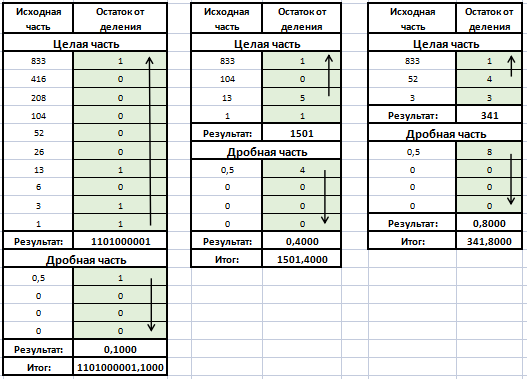 Исходная часть Остаток от деления
Целая часть
833 1
416 0
208 0
104 0
52 0
26 0
13 1
6 0
3 1
1 1
Результат: 1101000001
Дробная часть
0,5 1
0 0
0 0
0 0
Результат: 0,1000
Итог: 1101000001,1000
Исходная часть Остаток от деления
Целая часть
833 1
104 0
13 5
1 1
Результат: 1501
Дробная часть
0,5 4
0 0
0 0
0 0
Результат: 0,4000
Итог: 1501,4000
Исходная часть Остаток от деления
Целая часть
833 1
52 4
3 3
Результат: 341
Дробная часть
0,5 8
0 0
0 0
0 0
Результат: 0,8000
Итог: 341,8000